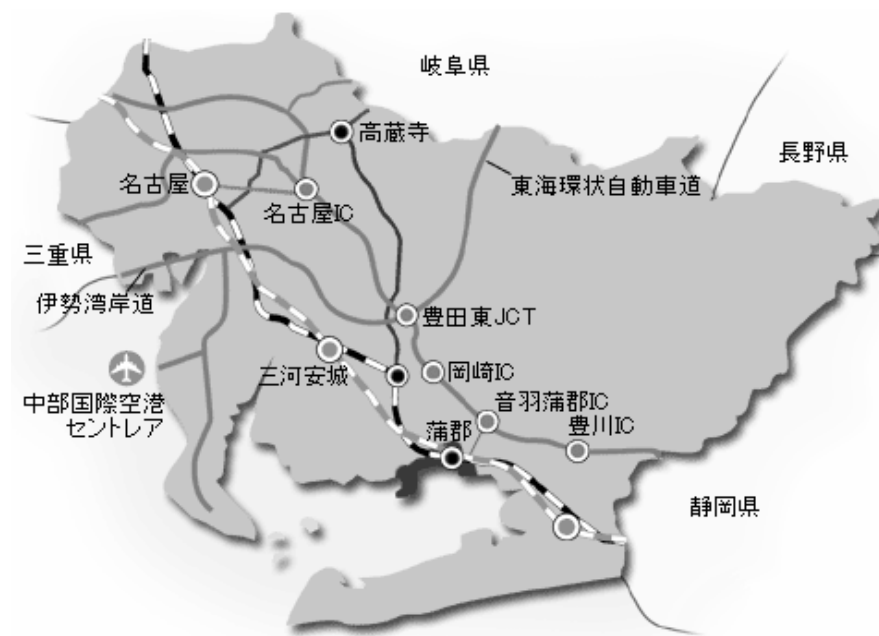 岐阜県
高蔵寺
長野県
東海環状自動車道
名古屋
名古屋IC
三重県
伊勢湾岸道
豊田東JCT
三河安城
岡崎IC
中部国際空港
セントレア
音羽蒲郡IC
蒲郡
豊川IC
静岡県